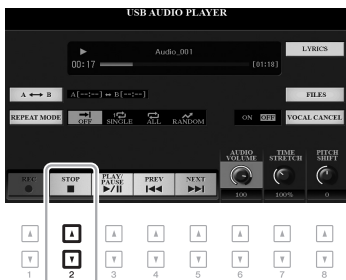 USB AUDIO PLAYER
Audio_001
00:17 [01:18]
LYRICS
A ⟷ B A[--:--] ↔ B[--:--] FILES
REPEAT MODE OFF SINGLE ALL RANDOM ON OFF VOCAL CANCEL
AUDIO VOLUME TIME STRETCH PITCH SHIFT
REC STOP PLAY/PAUSE PREV NEXT
100 100% 0
1 2 3 4 5 6 7 8